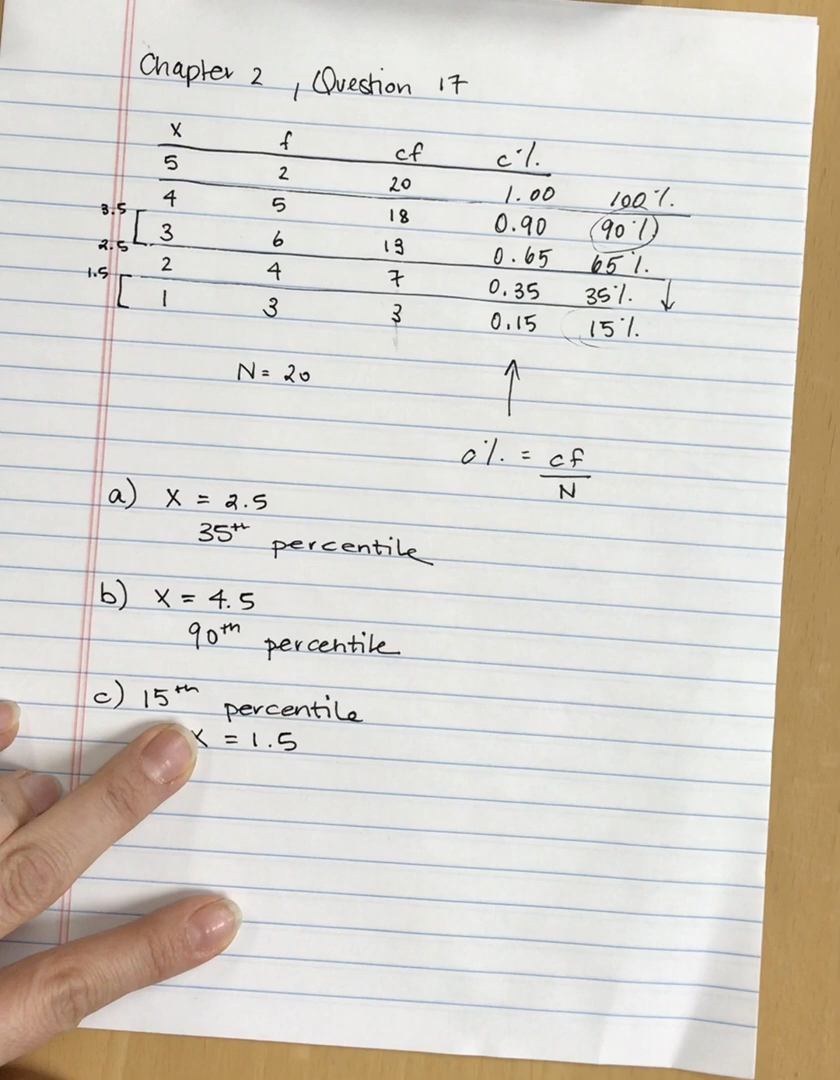 Chapter 2, Question 17
x f cf c%.
5 2 20 1.00 100%.
4 5 18 0.90 90%
3.5
3 6 13 0.65 65%.
2.5
2 4 7 0.35 35%.
1.5
1 3 3 0.15 15%.
N = 20
c%. = cf
N
a) X = 2.5
35th percentile
b) X = 4.5
90th percentile
c) 15th percentile
X = 1.5